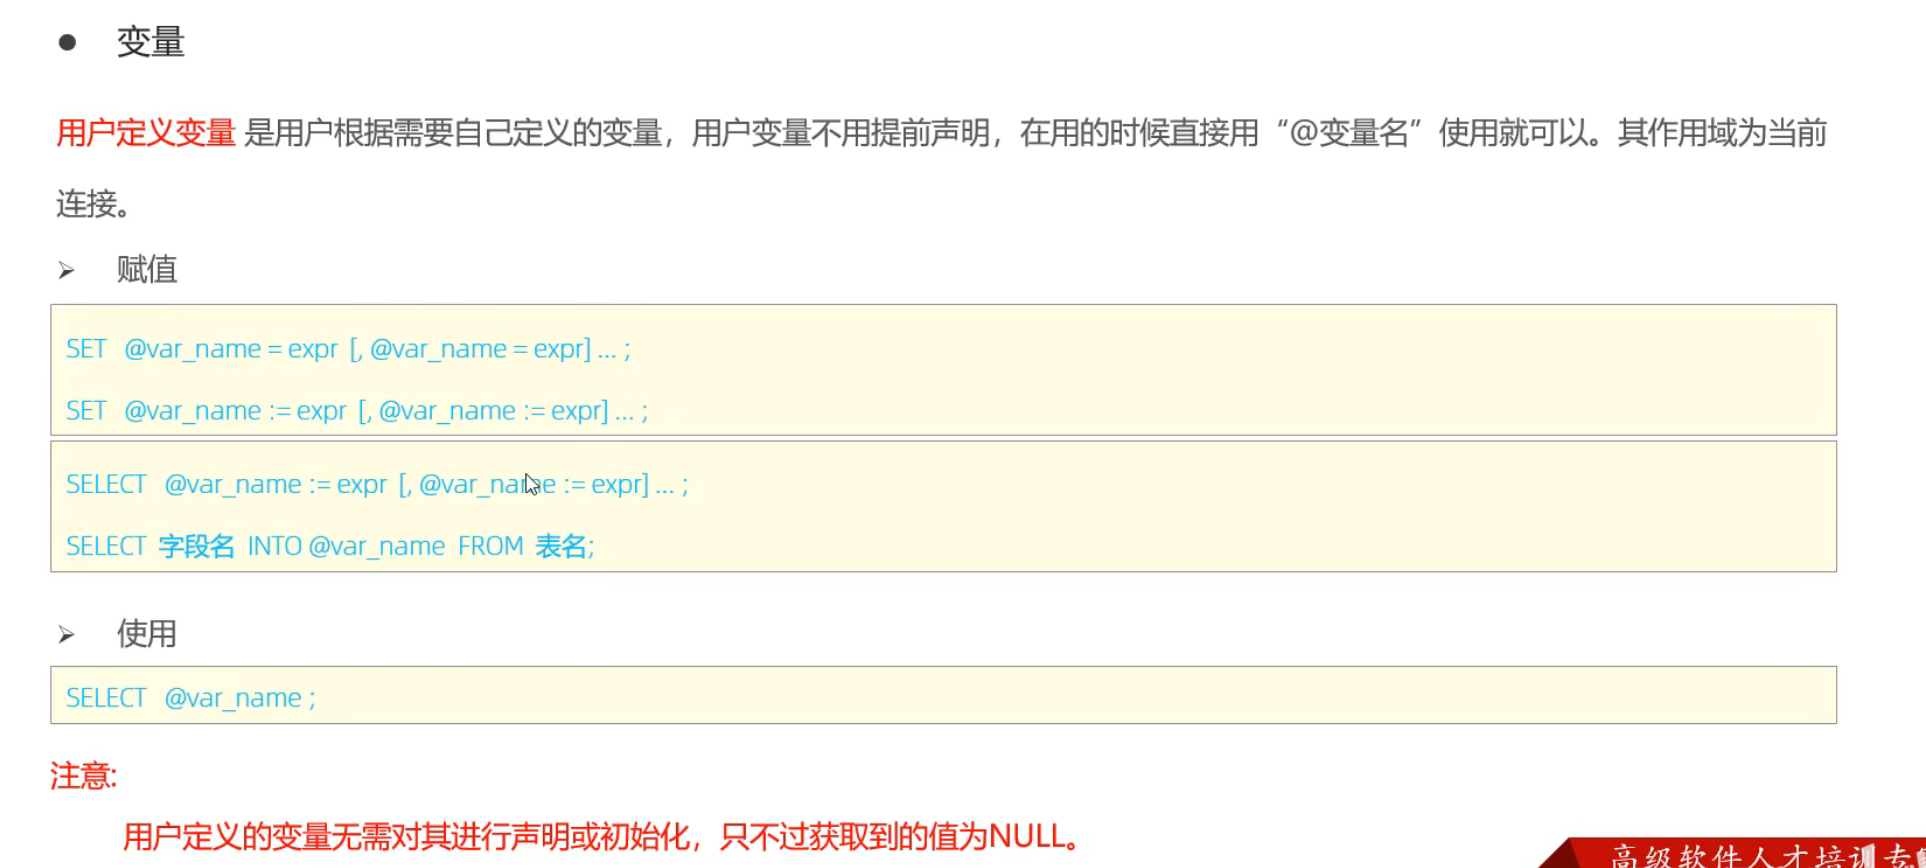 ● 变量
用户定义变量 是用户根据需要自己定义的变量，用户变量不用提前声明，在用的时候直接用“@变量名”使用就可以。其作用域为当前
连接。
➢ 赋值
SET @var_name = expr [, @var_name = expr] ... ;
SET @var_name := expr [, @var_name := expr] ... ;
SELECT @var_name := expr [, @var_name := expr] ... ;
SELECT 字段名 INTO @var_name FROM 表名;
➢ 使用
SELECT @var_name ;
注意:
用户定义的变量无需对其进行声明或初始化，只不过获取到的值为NULL。
高级软件人才培训专